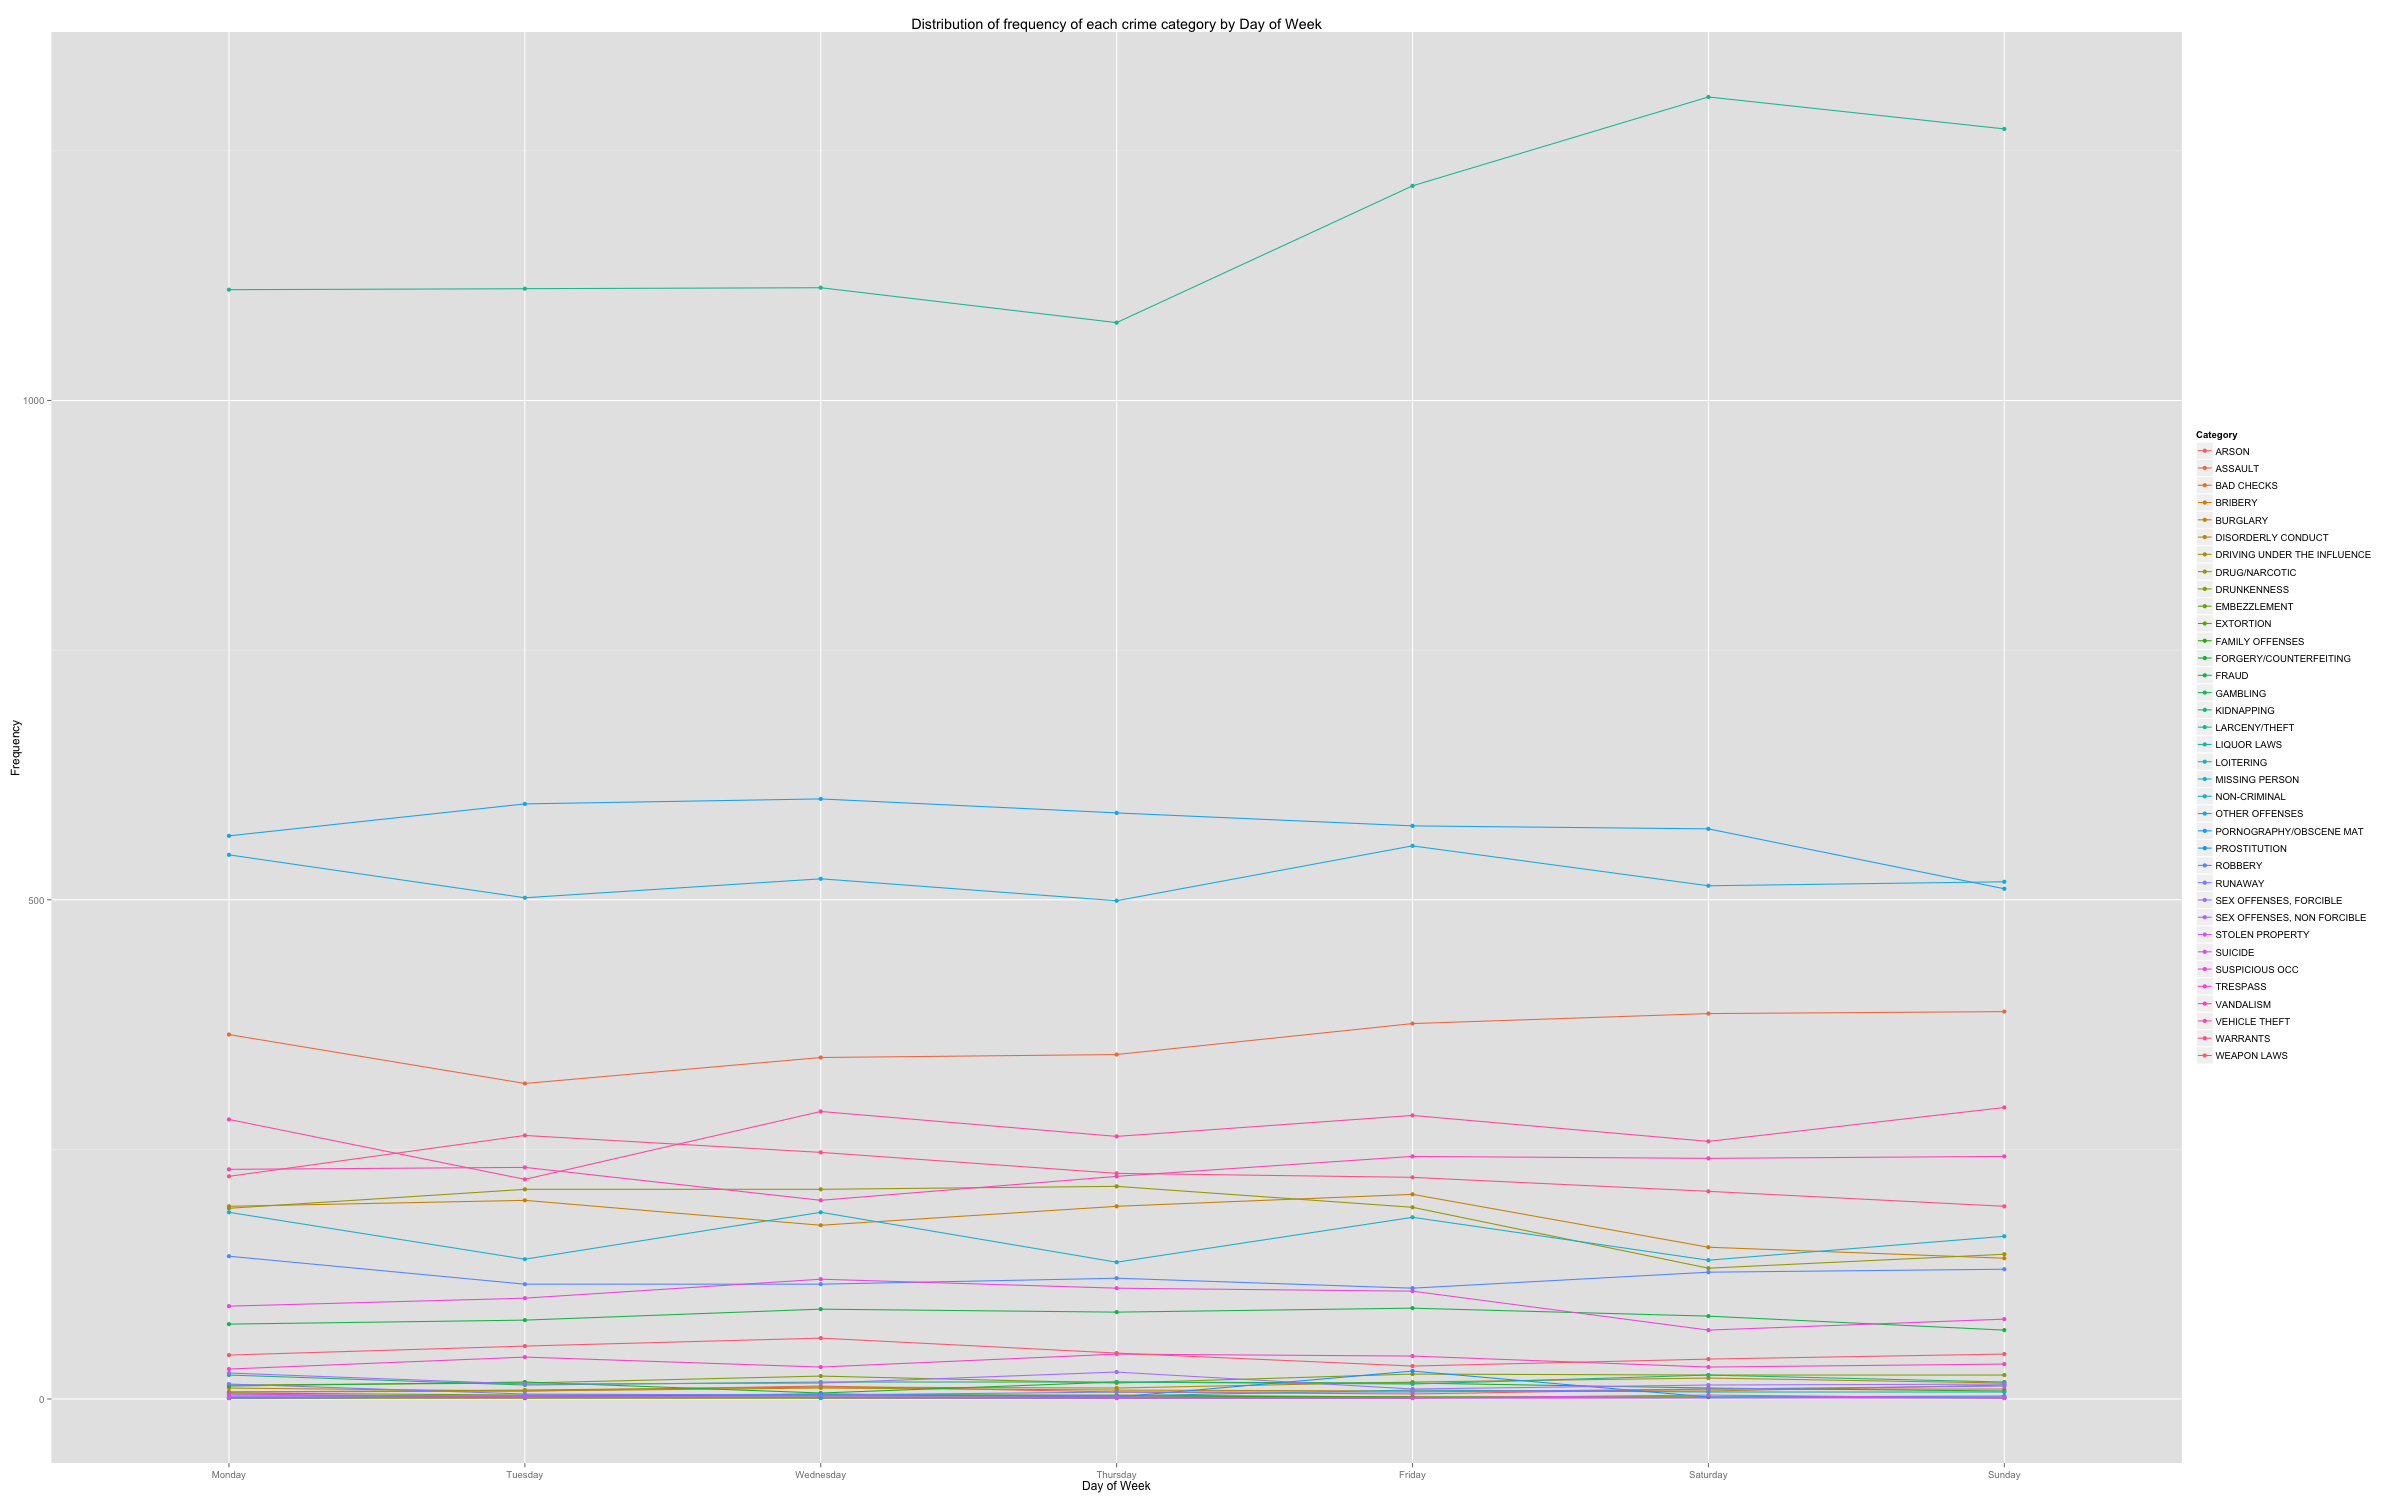 Distribution of frequency of each crime category by Day of Week
Frequency
1000
500
0
Monday Tuesday Wednesday Thursday Friday Saturday Sunday
Day of Week
Category
ARSON
ASSAULT
BAD CHECKS
BRIBERY
BURGLARY
DISORDERLY CONDUCT
DRIVING UNDER THE INFLUENCE
DRUG/NARCOTIC
DRUNKENNESS
EMBEZZLEMENT
EXTORTION
FAMILY OFFENSES
FORGERY/COUNTERFEITING
FRAUD
GAMBLING
KIDNAPPING
LARCENY/THEFT
LIQUOR LAWS
LOITERING
MISSING PERSON
NON-CRIMINAL
OTHER OFFENSES
PORNOGRAPHY/OBSCENE MAT
PROSTITUTION
ROBBERY
RUNAWAY
SEX OFFENSES, FORCIBLE
SEX OFFENSES, NON FORCIBLE
STOLEN PROPERTY
SUICIDE
SUSPICIOUS OCC
TRESPASS
VANDALISM
VEHICLE THEFT
WARRANTS
WEAPON LAWS